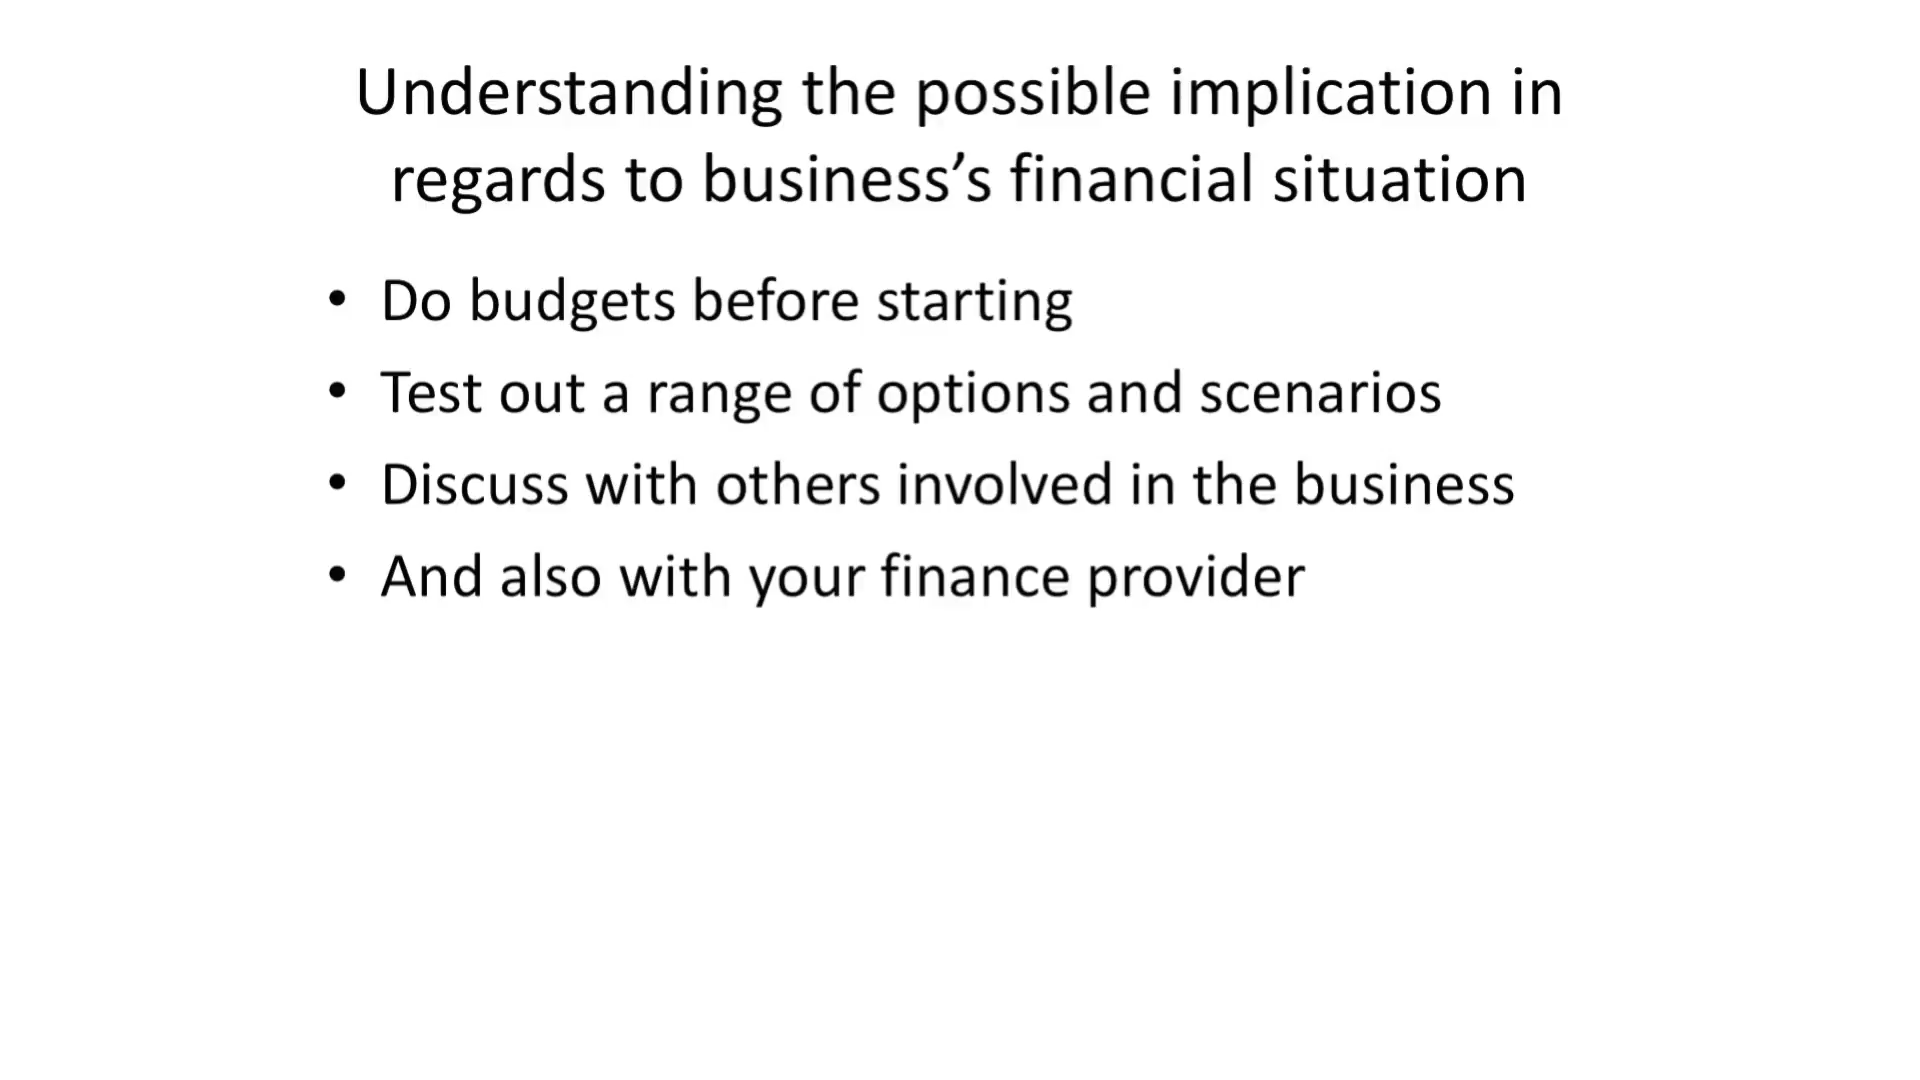 Understanding the possible implication in
regards to business’s financial situation
• Do budgets before starting
• Test out a range of options and scenarios
• Discuss with others involved in the business
• And also with your finance provider